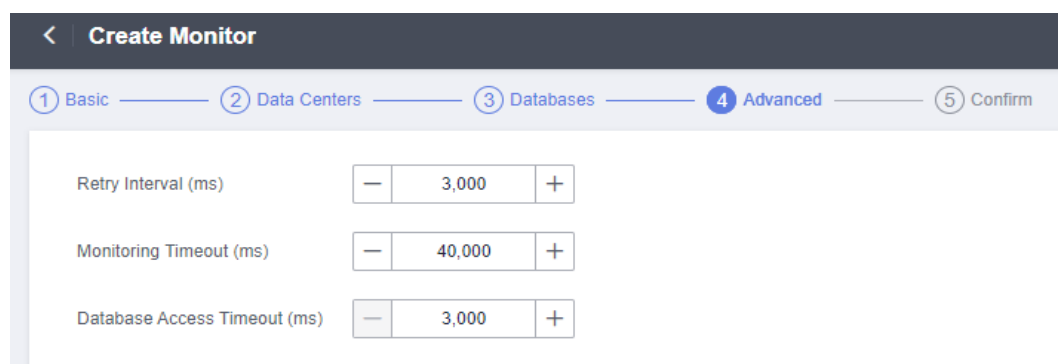 Create Monitor
1 Basic 2 Data Centers 3 Databases 4 Advanced 5 Confirm
Retry Interval (ms) — 3,000 +
Monitoring Timeout (ms) — 40,000 +
Database Access Timeout (ms) — 3,000 +